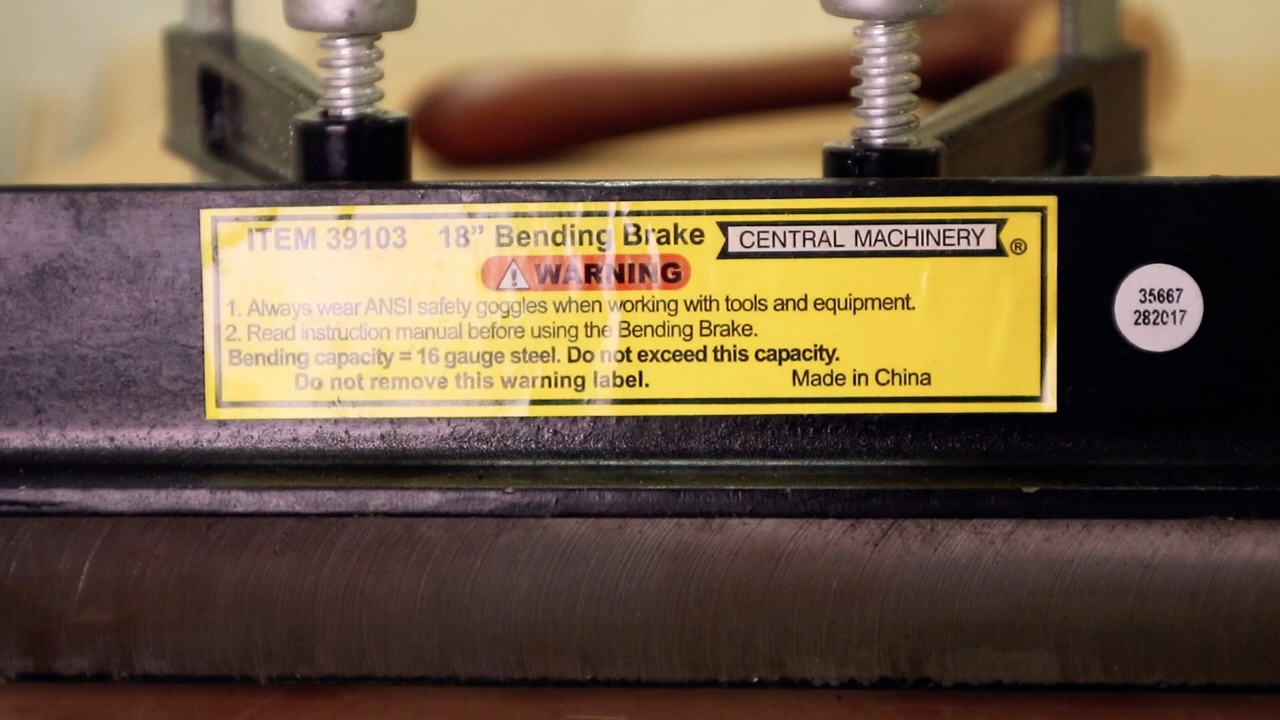 ITEM 39103 18” Bending Brake CENTRAL MACHINERY ®
WARNING
1. Always wear ANSI safety goggles when working with tools and equipment.
2. Read instruction manual before using the Bending Brake.
Bending capacity = 16 gauge steel. Do not exceed this capacity.
Do not remove this warning label. Made in China
35667
282017